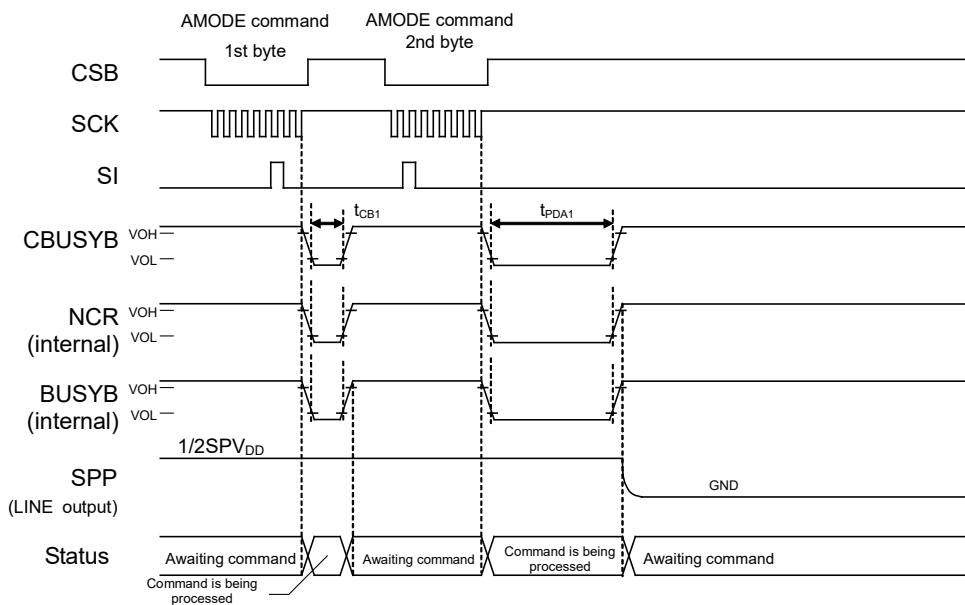 AMODE command
1st byte
AMODE command
2nd byte
CSB
SCK
SI
tCB1
tPDA1
CBUSYB
VOH
VOL
NCR
(internal)
VOH
VOL
BUSYB
(internal)
VOH
VOL
1/2SPVDD
SPP
(LINE output)
GND
Status
Awaiting command
Command is being
processed
Awaiting command
Command is being
processed
Awaiting command